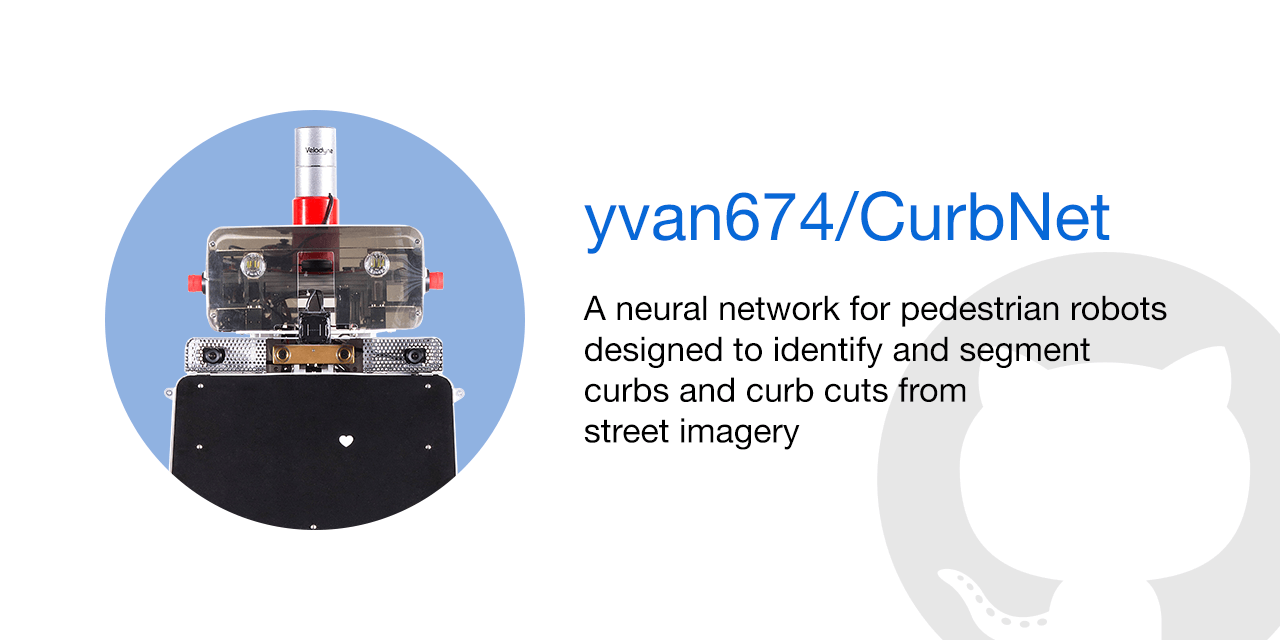 Velodyne
yvan674/CurbNet
A neural network for pedestrian robots
designed to identify and segment
curbs and curb cuts from
street imagery